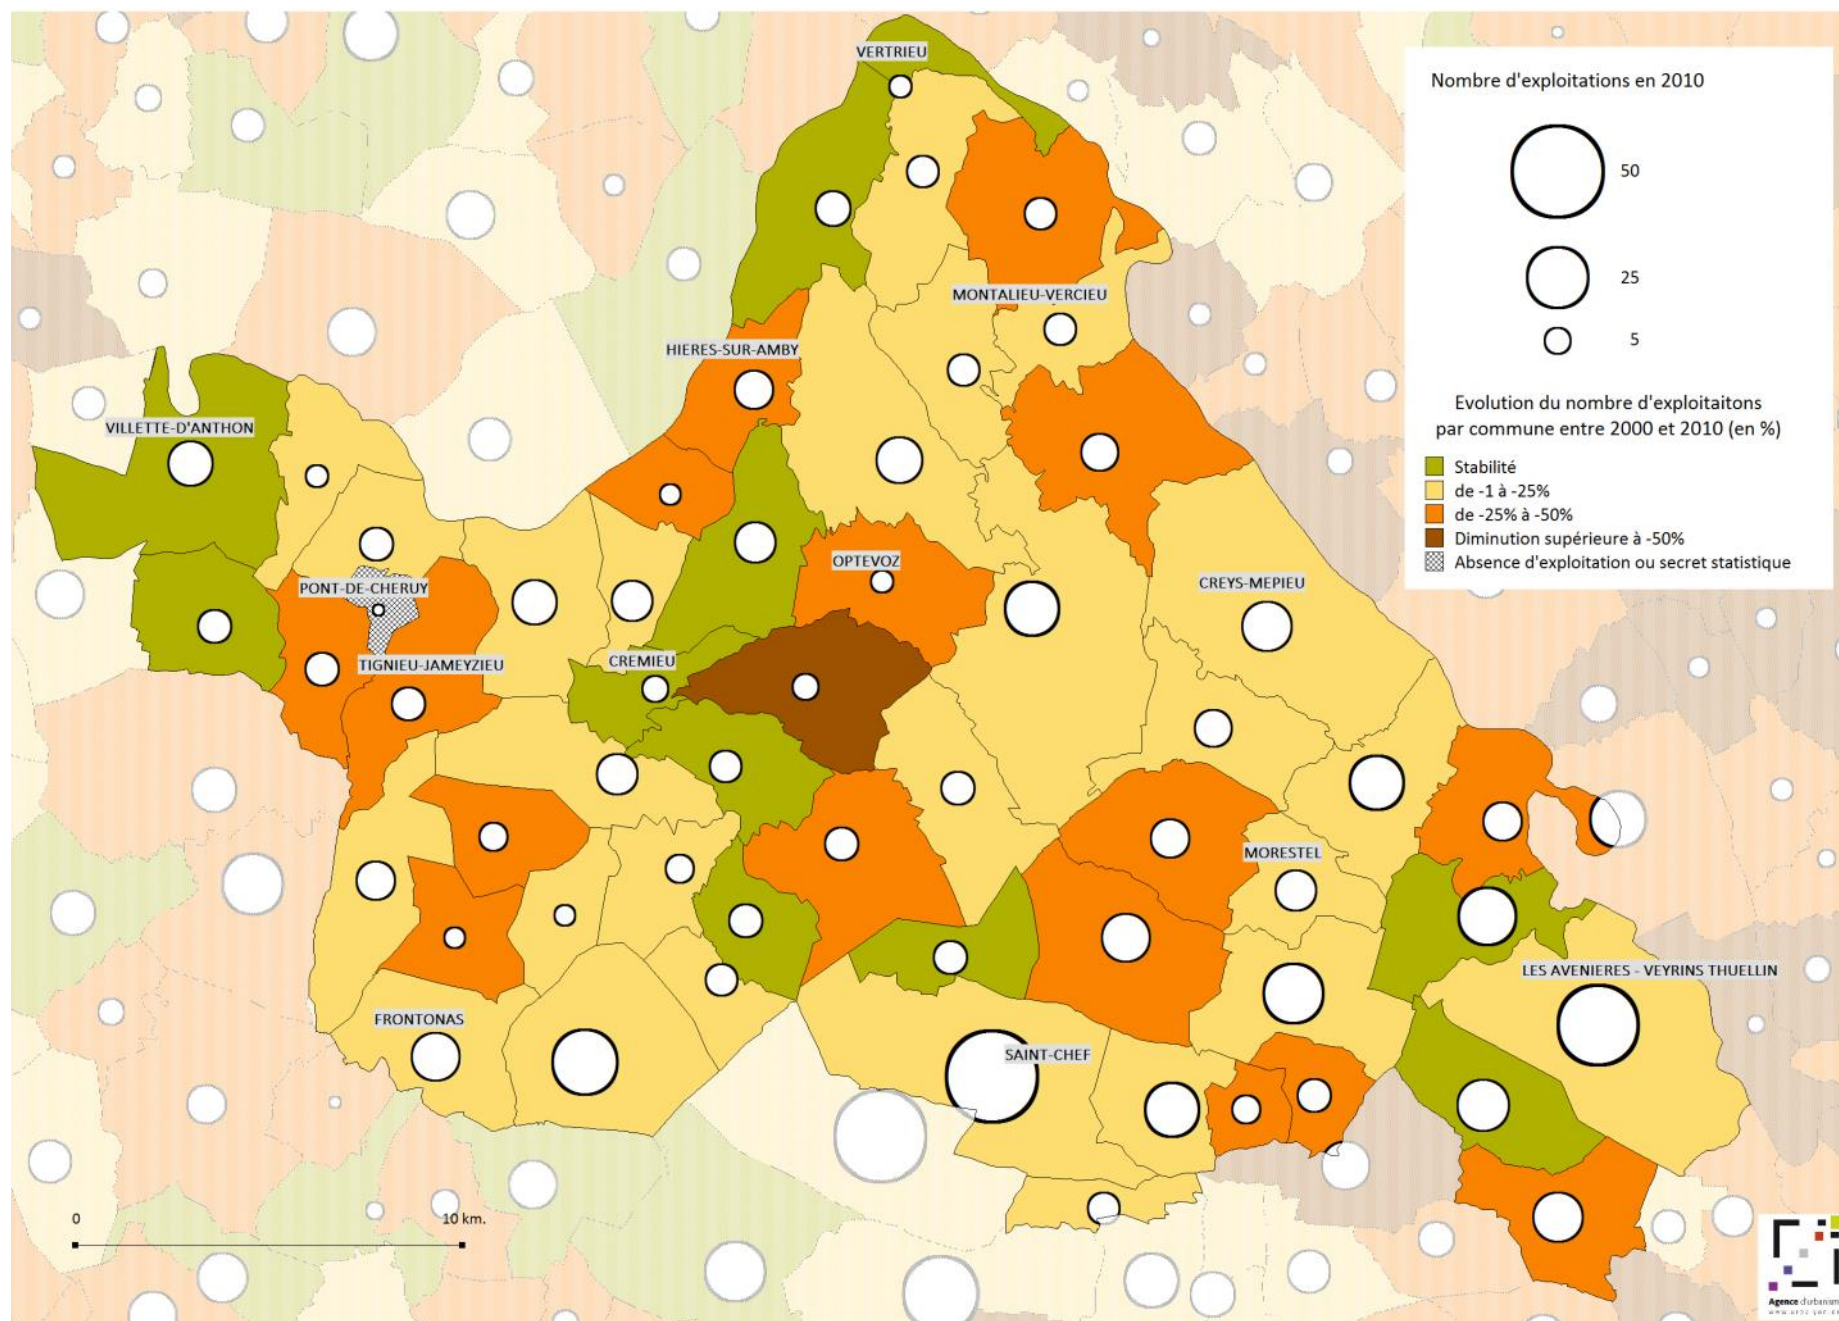 VERTRIEU
Nombre d'exploitations en 2010
50
25
5
MONTALIEU-VERCIEU
HIERES-SUR-AMBY
VILLETTE-D'ANTHON
Evolution du nombre d'exploitaitons
par commune entre 2000 et 2010 (en %)
Stabilité
de -1 à -25%
de -25% à -50%
Diminution supérieure à -50%
Absence d'exploitation ou secret statistique
OPTEVOZ
PONT-DE-CHERUY
CREYS-MEPIEU
TIGNIEU-JAMEYZIEU
CREMIEU
MORESTEL
LES AVENIERES - VEYRINS THUELLIN
FRONTONAS
SAINT-CHEF
0
10 km.
Agence d'urbanisme